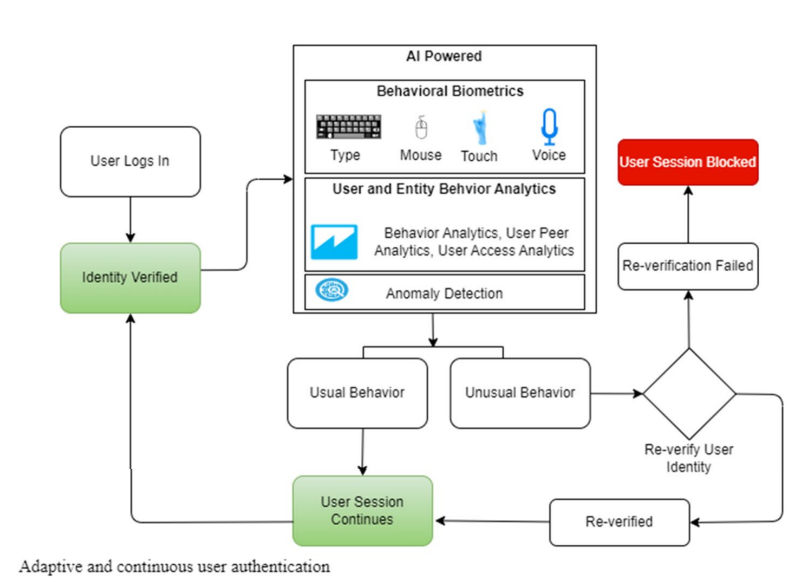 AI Powered
Behavioral Biometrics
Type
Mouse
Touch
Voice
User Logs In
User Session Blocked
User and Entity Behvior Analytics
Behavior Analytics, User Peer
Analytics, User Access Analytics
Identity Verified
Re-verification Failed
Anomaly Detection
Usual Behavior
Unusual Behavior
Re-verify User
Identity
User Session
Continues
Re-verified
Adaptive and continuous user authentication